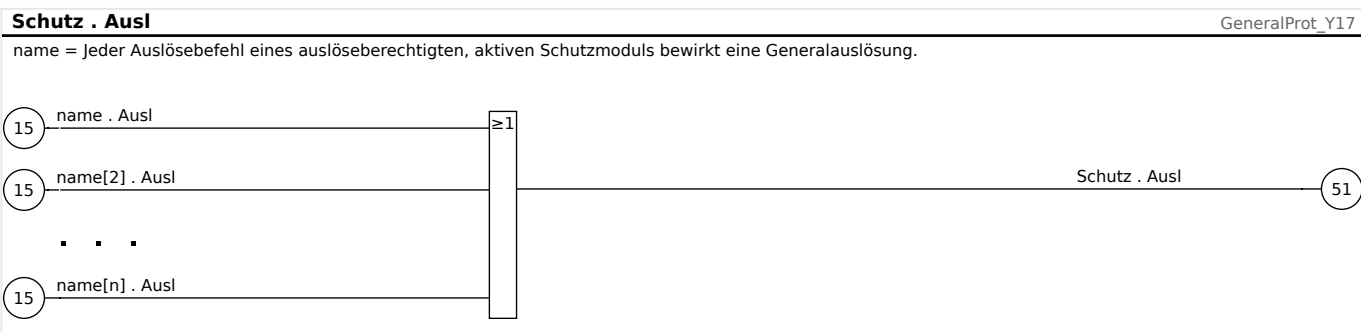 Schutz . Ausl
GeneralProt_Y17
name = Jeder Auslösebefehl eines auslöseberechtigten, aktiven Schutzmoduls bewirkt eine Generalauslösung.
15 name . Ausl
≥1
15 name[2] . Ausl
Schutz . Ausl 51
. . .
15 name[n] . Ausl